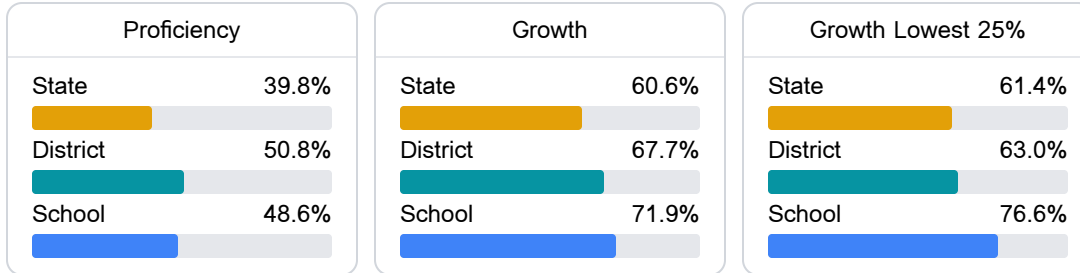 Proficiency
State 39.8%
District 50.8%
School 48.6%
Growth
State 60.6%
District 67.7%
School 71.9%
Growth Lowest 25%
State 61.4%
District 63.0%
School 76.6%